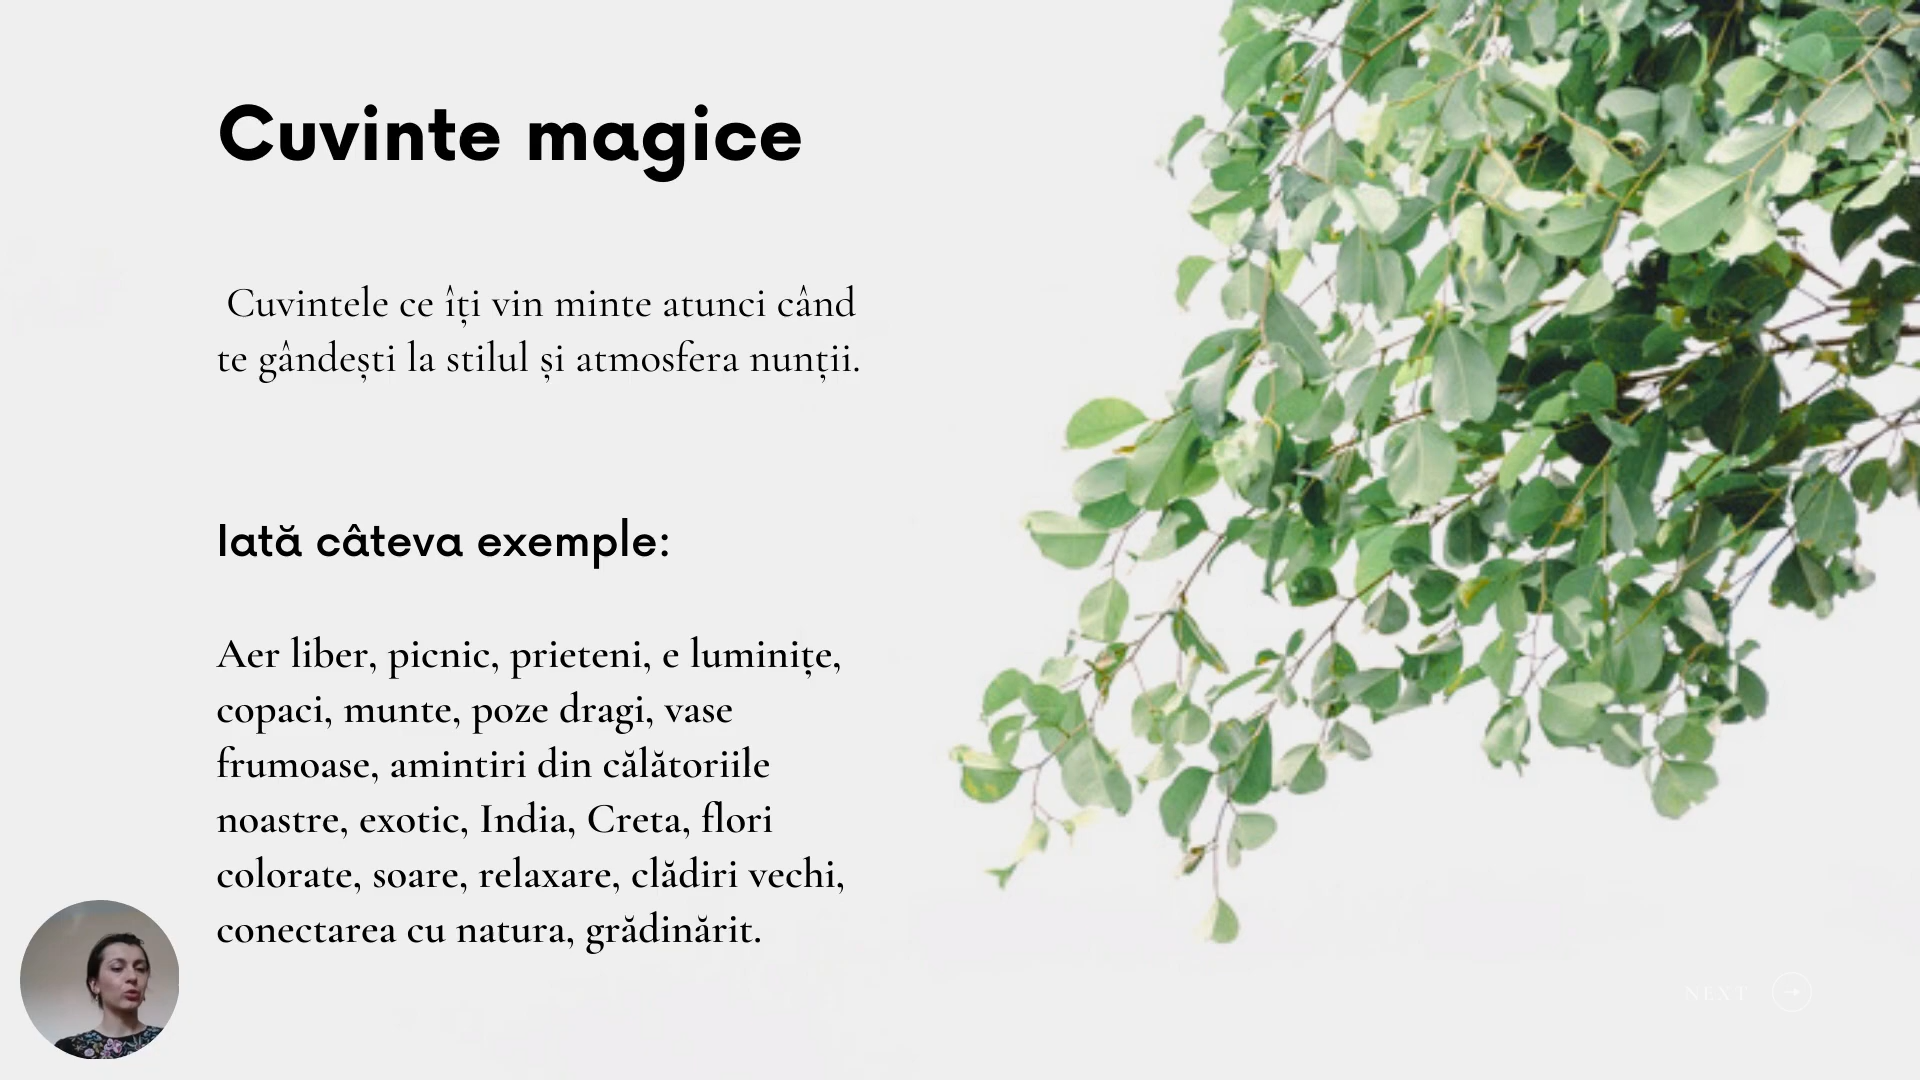 Cuvinte magice
Cuvintele ce îți vin minte atunci când
te gândești la stilul și atmosfera nunții.
Iată câteva exemple:
Aer liber, picnic, prieteni, e luminițe,
copaci, munte, poze dragi, vase
frumoase, amintiri din călătoriile
noastre, exotic, India, Creta, flori
colorate, soare, relaxare, clădiri vechi,
conectarea cu natura, grădinărit.
NEXT